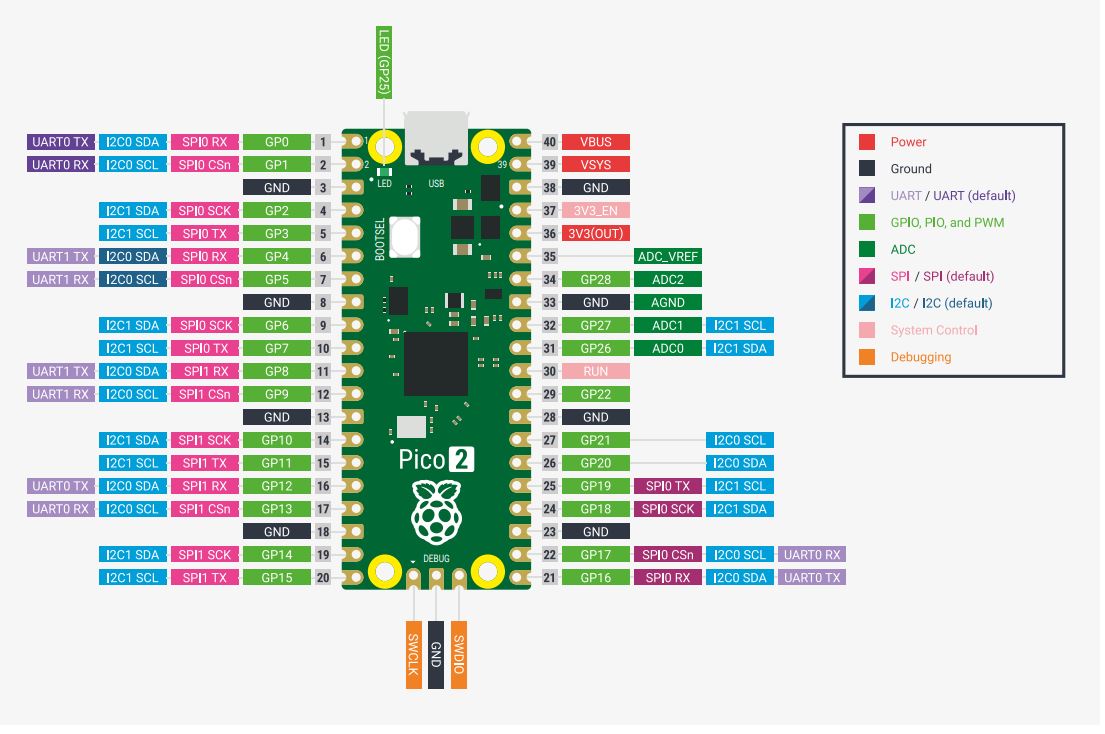 LED (GP25)
UART0 TX I2C0 SDA SPI0 RX GP0 1 1 40 VBUS
UART0 RX I2C0 SCL SPI0 CSn GP1 2 2 39 39 VSYS
GND 3 LED USB 38 GND
I2C1 SDA SPI0 SCK GP2 4 37 3V3_EN
I2C1 SCL SPI0 TX GP3 5 BOOTSEL 36 3V3(OUT)
UART1 TX I2C0 SDA SPI0 RX GP4 6 35 ADC_VREF
UART1 RX I2C0 SCL SPI0 CSn GP5 7 34 GP28 ADC2
GND 8 33 GND AGND
I2C1 SDA SPI0 SCK GP6 9 32 GP27 ADC1 I2C1 SCL
I2C1 SCL SPI0 TX GP7 10 31 GP26 ADC0 I2C1 SDA
UART1 TX I2C0 SDA SPI1 RX GP8 11 30 RUN
UART1 RX I2C0 SCL SPI1 CSn GP9 12 29 GP22
GND 13 28 GND
I2C1 SDA SPI1 SCK GP10 14 27 GP21 I2C0 SCL
I2C1 SCL SPI1 TX GP11 15 Pico 2 26 GP20 I2C0 SDA
UART0 TX I2C0 SDA SPI1 RX GP12 16 25 GP19 SPI0 TX I2C1 SCL
UART0 RX I2C0 SCL SPI1 CSn GP13 17 24 GP18 SPI0 SCK I2C1 SDA
GND 18 23 GND
I2C1 SDA SPI1 SCK GP14 19 DEBUG 22 GP17 SPI0 CSn I2C0 SCL UART0 RX
I2C1 SCL SPI1 TX GP15 20 21 GP16 SPI0 RX I2C0 SDA UART0 TX
SWCLK GND SWDIO
Power
Ground
UART / UART (default)
GPIO, PIO, and PWM
ADC
SPI / SPI (default)
I2C / I2C (default)
System Control
Debugging